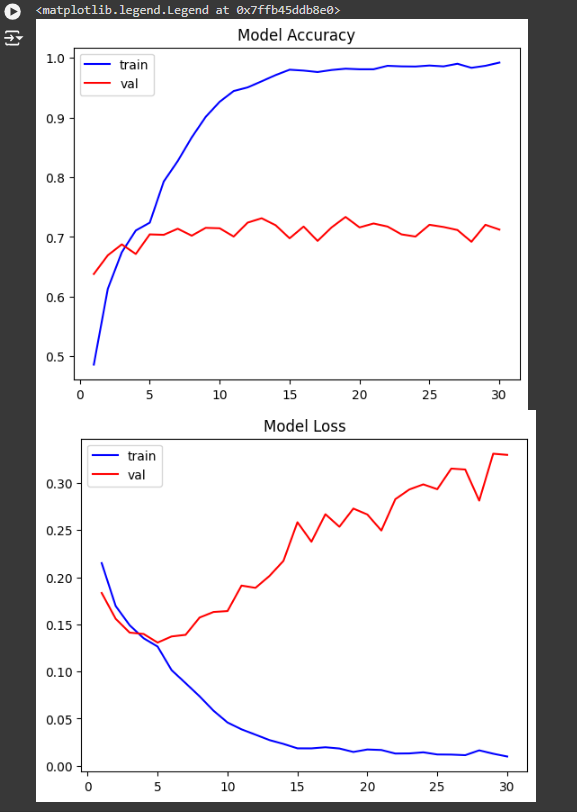 <matplotlib.legend.Legend at 0x7ffb45ddb8e0>
Model Accuracy
train
val
1.0
0.9
0.8
0.7
0.6
0.5
0 5 10 15 20 25 30
Model Loss
train
val
0.30
0.25
0.20
0.15
0.10
0.05
0.00
0 5 10 15 20 25 30